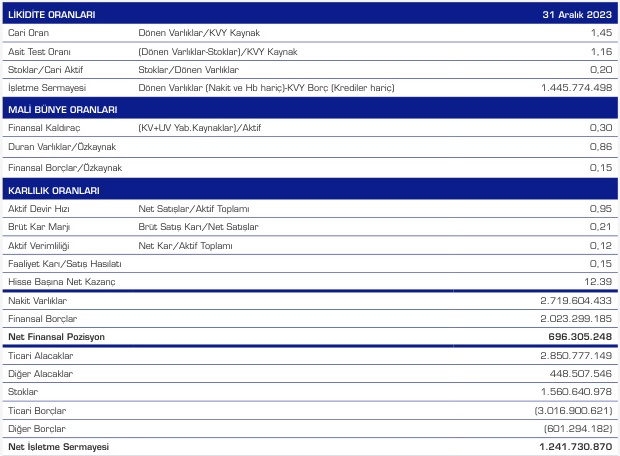 LİKİDİTE ORANLARI 31 Aralık 2023
Cari Oran Dönen Varlıklar/KVY Kaynak 1,45
Asit Test Oranı (Dönen Varlıklar-Stoklar)/KVY Kaynak 1,16
Stoklar/Cari Aktif Stoklar/Dönen Varlıklar 0,20
İşletme Sermayesi Dönen Varlıklar (Nakit ve Hb hariç)-KVY Borç (Krediler hariç) 1.445.774.498
MALİ BÜNYE ORANLARI
Finansal Kaldıraç (KV+UV Yab.Kaynaklar)/Aktif 0,30
Duran Varlıklar/Özkaynak 0,86
Finansal Borçlar/Özkaynak 0,15
KARLILIK ORANLARI
Aktif Devir Hızı Net Satışlar/Aktif Toplamı 0,95
Brüt Kar Marjı Brüt Satış Karı/Net Satışlar 0,21
Aktif Verimliliği Net Kar/Aktif Toplamı 0,12
Faaliyet Karı/Satış Hasılatı 0,15
Hisse Başına Net Kazanç 12.39
Nakit Varlıklar 2.719.604.433
Finansal Borçlar 2.023.299.185
Net Finansal Pozisyon 696.305.248
Ticari Alacaklar 2.850.777.149
Diğer Alacaklar 448.507.546
Stoklar 1.560.640.978
Ticari Borçlar (3.016.900.621)
Diğer Borçlar (601.294.182)
Net İşletme Sermayesi 1.241.730.870